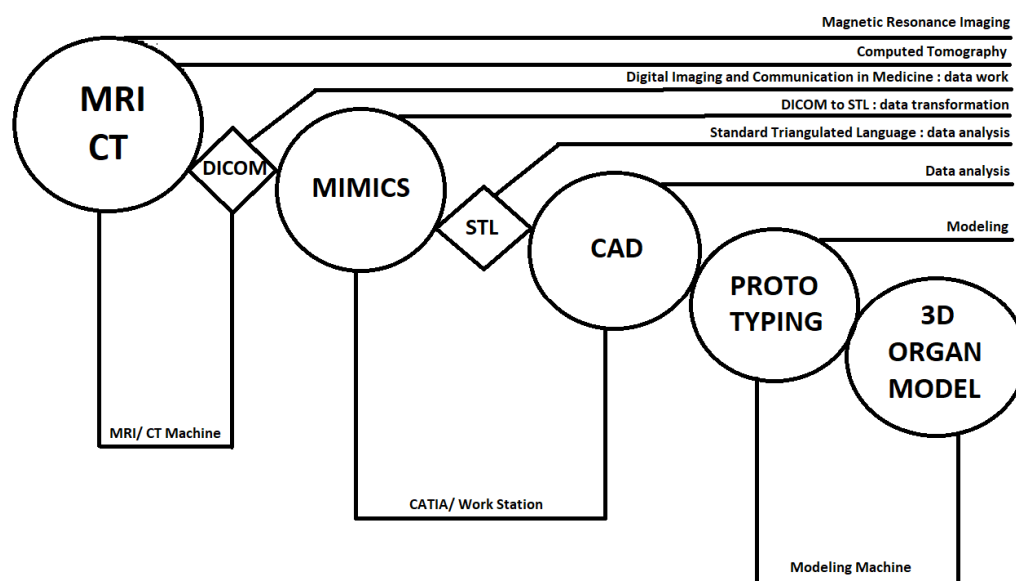 Magnetic Resonance Imaging
Computed Tomography
Digital Imaging and Communication in Medicine : data work
DICOM to STL : data transformation
Standard Triangulated Language : data analysis
Data analysis
Modeling
MRI
CT
DICOM
MIMICS
STL
CAD
PROTO
TYPING
3D
ORGAN
MODEL
MRI/ CT Machine
CATIA/ Work Station
Modeling Machine